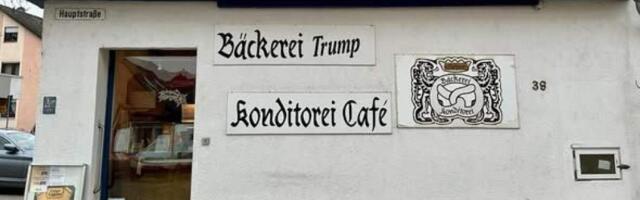 Hauptstraße
Bäckerei Trump
Konditorei Café
Bäckerei
Konditorei
39